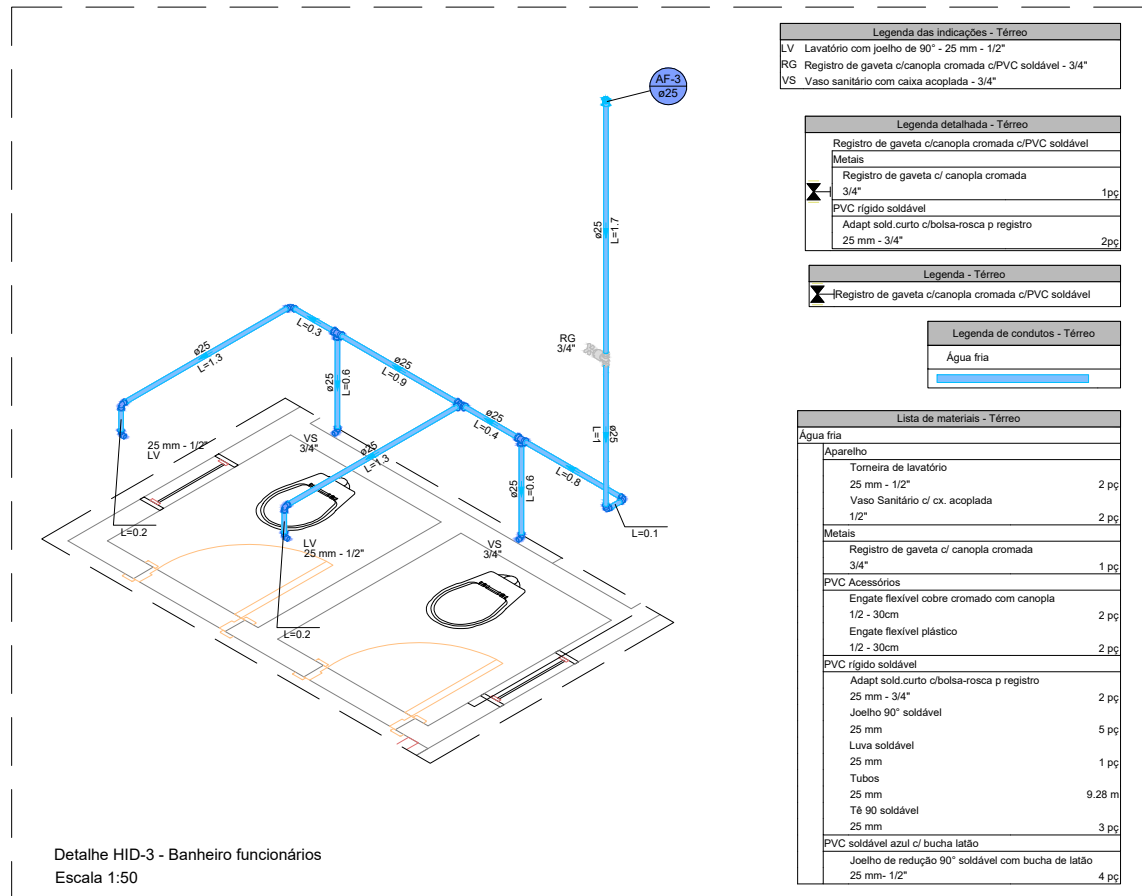 Legenda das indicações - Térreo
LV Lavatório com joelho de 90° - 25 mm - 1/2"
RG Registro de gaveta c/canopla cromada c/PVC soldável - 3/4"
VS Vaso sanitário com caixa acoplada - 3/4"
AF-3
ø25
Legenda detalhada - Térreo
Registro de gaveta c/canopla cromada c/PVC soldável
Metais
Registro de gaveta c/ canopla cromada
3/4" 1pç
PVC rígido soldável
Adapt sold.curto c/bolsa-rosca p registro
25 mm - 3/4" 2pç
Legenda - Térreo
Registro de gaveta c/canopla cromada c/PVC soldável
Legenda de condutos - Térreo
Água fria
ø25
L=1.7
RG
3/4"
ø25
L=1
L=0.3
ø25
L=1.3
ø25
L=0.6
ø25
L=0.9
ø25
L=0.4
ø25
L=1.3
ø25
L=0.6
L=0.8
L=0.1
25 mm - 1/2"
LV
VS
3/4"
L=0.2
LV
25 mm - 1/2"
VS
3/4"
L=0.2
Lista de materiais - Térreo
Água fria
Aparelho
Torneira de lavatório
25 mm - 1/2" 2 pç
Vaso Sanitário c/ cx. acoplada
1/2" 2 pç
Metais
Registro de gaveta c/ canopla cromada
3/4" 1 pç
PVC Acessórios
Engate flexível cobre cromado com canopla
1/2 - 30cm 2 pç
Engate flexível plástico
1/2 - 30cm 2 pç
PVC rígido soldável
Adapt sold.curto c/bolsa-rosca p registro
25 mm - 3/4" 2 pç
Joelho 90° soldável
25 mm 5 pç
Luva soldável
25 mm 1 pç
Tubos
25 mm 9.28 m
Tê 90 soldável
25 mm 3 pç
PVC soldável azul c/ bucha latão
Joelho de redução 90° soldável com bucha de latão
25 mm- 1/2" 4 pç
Detalhe HID-3 - Banheiro funcionários
Escala 1:50